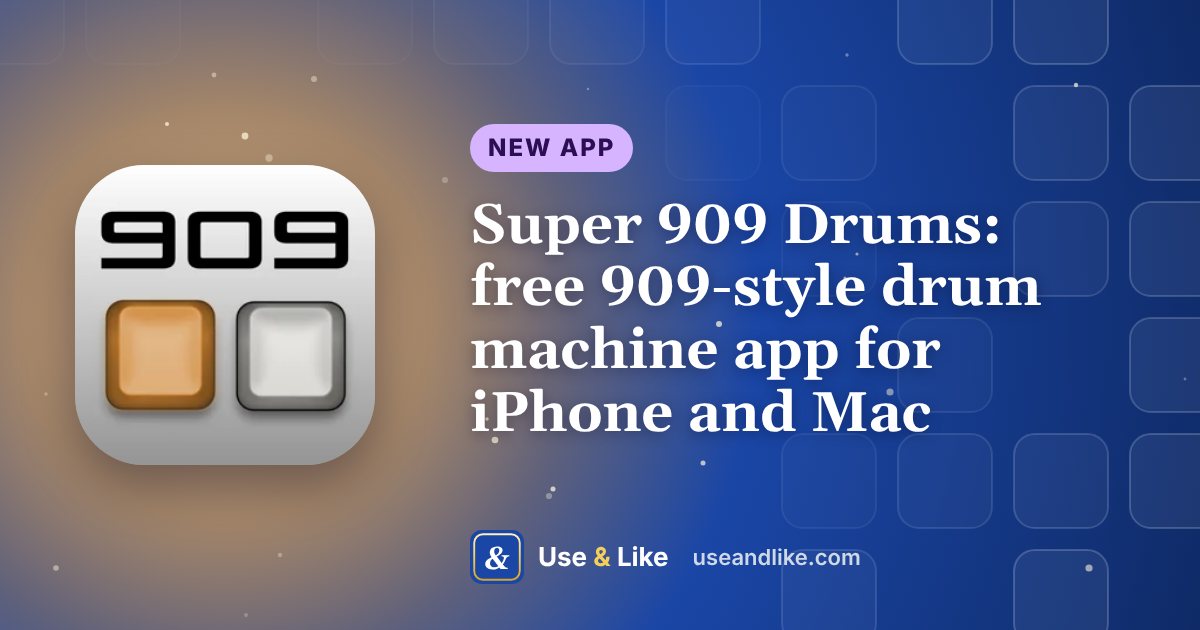 909
NEW APP
Super 909 Drums:
free 909-style drum
machine app for
iPhone and Mac
& Use & Like useandlike.com